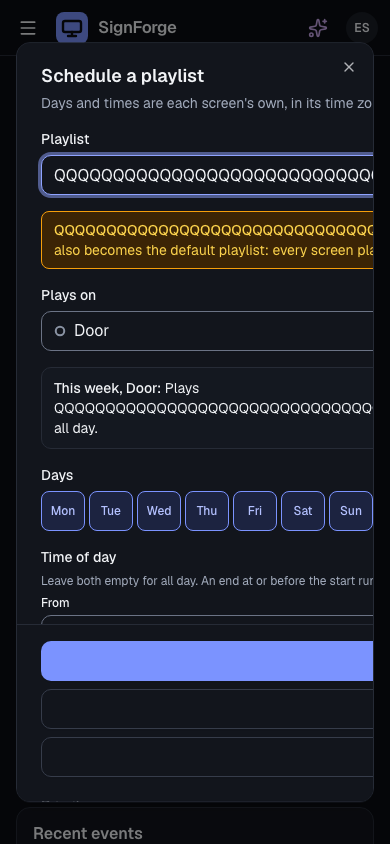 SignForge
ES
Schedule a playlist
Days and times are each screen's own, in its time zo
Playlist
QQQQQQQQQQQQQQQQQQQQQQQQQQQ
QQQQQQQQQQQQQQQQQQQQQQQQQQQQQQ
also becomes the default playlist: every screen pla
Plays on
Door
This week, Door: Plays
QQQQQQQQQQQQQQQQQQQQQQQQQQQQQQ
all day.
Days
Mon Tue Wed Thu Fri Sat Sun
Time of day
Leave both empty for all day. An end at or before the start run
From
Recent events